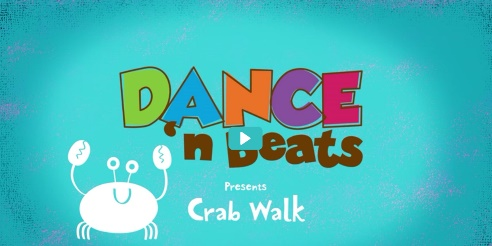 DANCE
'n Beats
Presents
Crab Walk